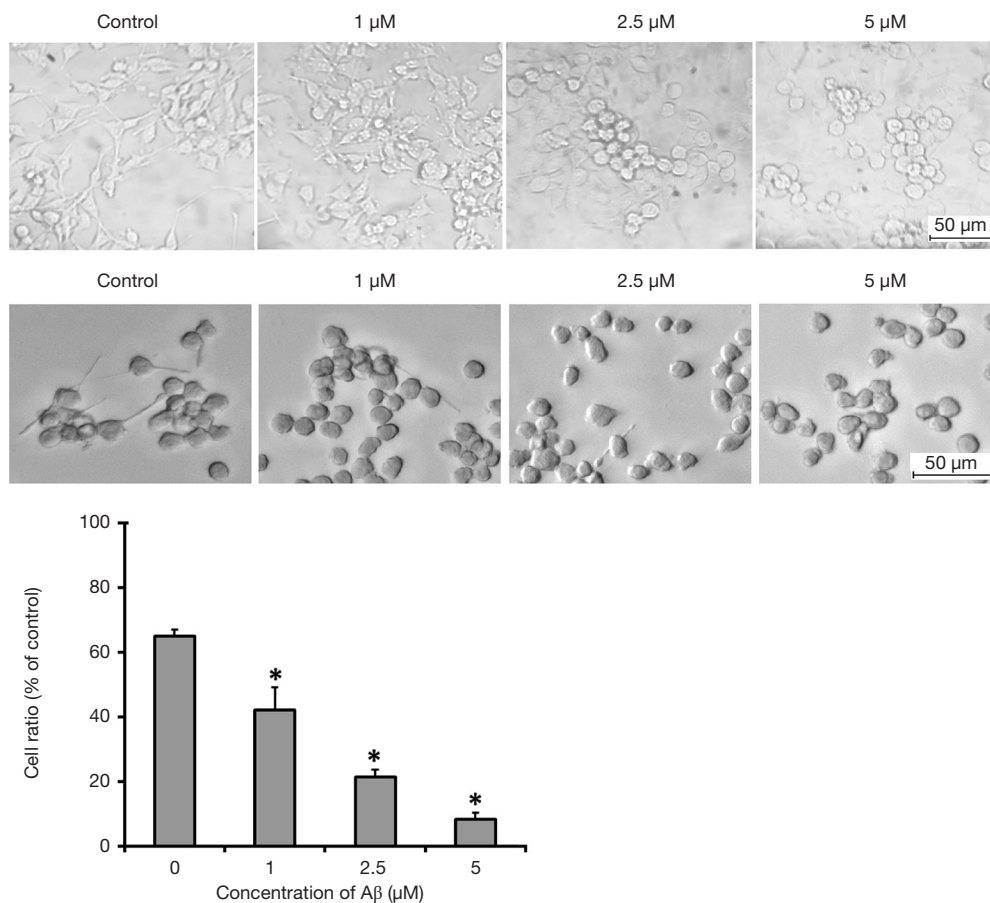 Control 1 µM 2.5 µM 5 µM
50 µm
Control 1 µM 2.5 µM 5 µM
50 µm
Cell ratio (% of control)
100
80
60
40
20
0
*
*
*
0 1 2.5 5
Concentration of Aβ (µM)